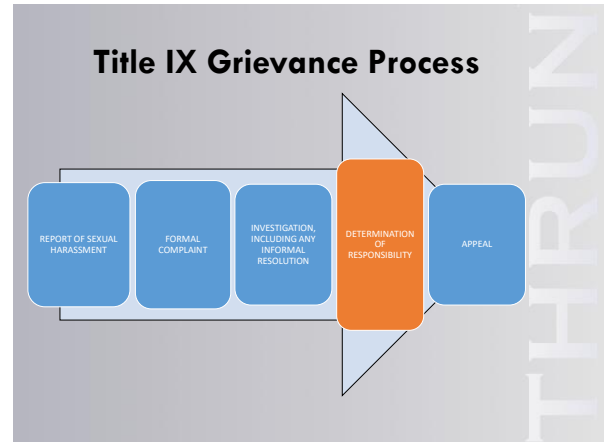 Title IX Grievance Process
REPORT OF SEXUAL
HARASSMENT
FORMAL
COMPLAINT
INVESTIGATION,
INCLUDING ANY
INFORMAL
RESOLUTION
DETERMINATION
OF
RESPONSIBILITY
APPEAL
THRUN